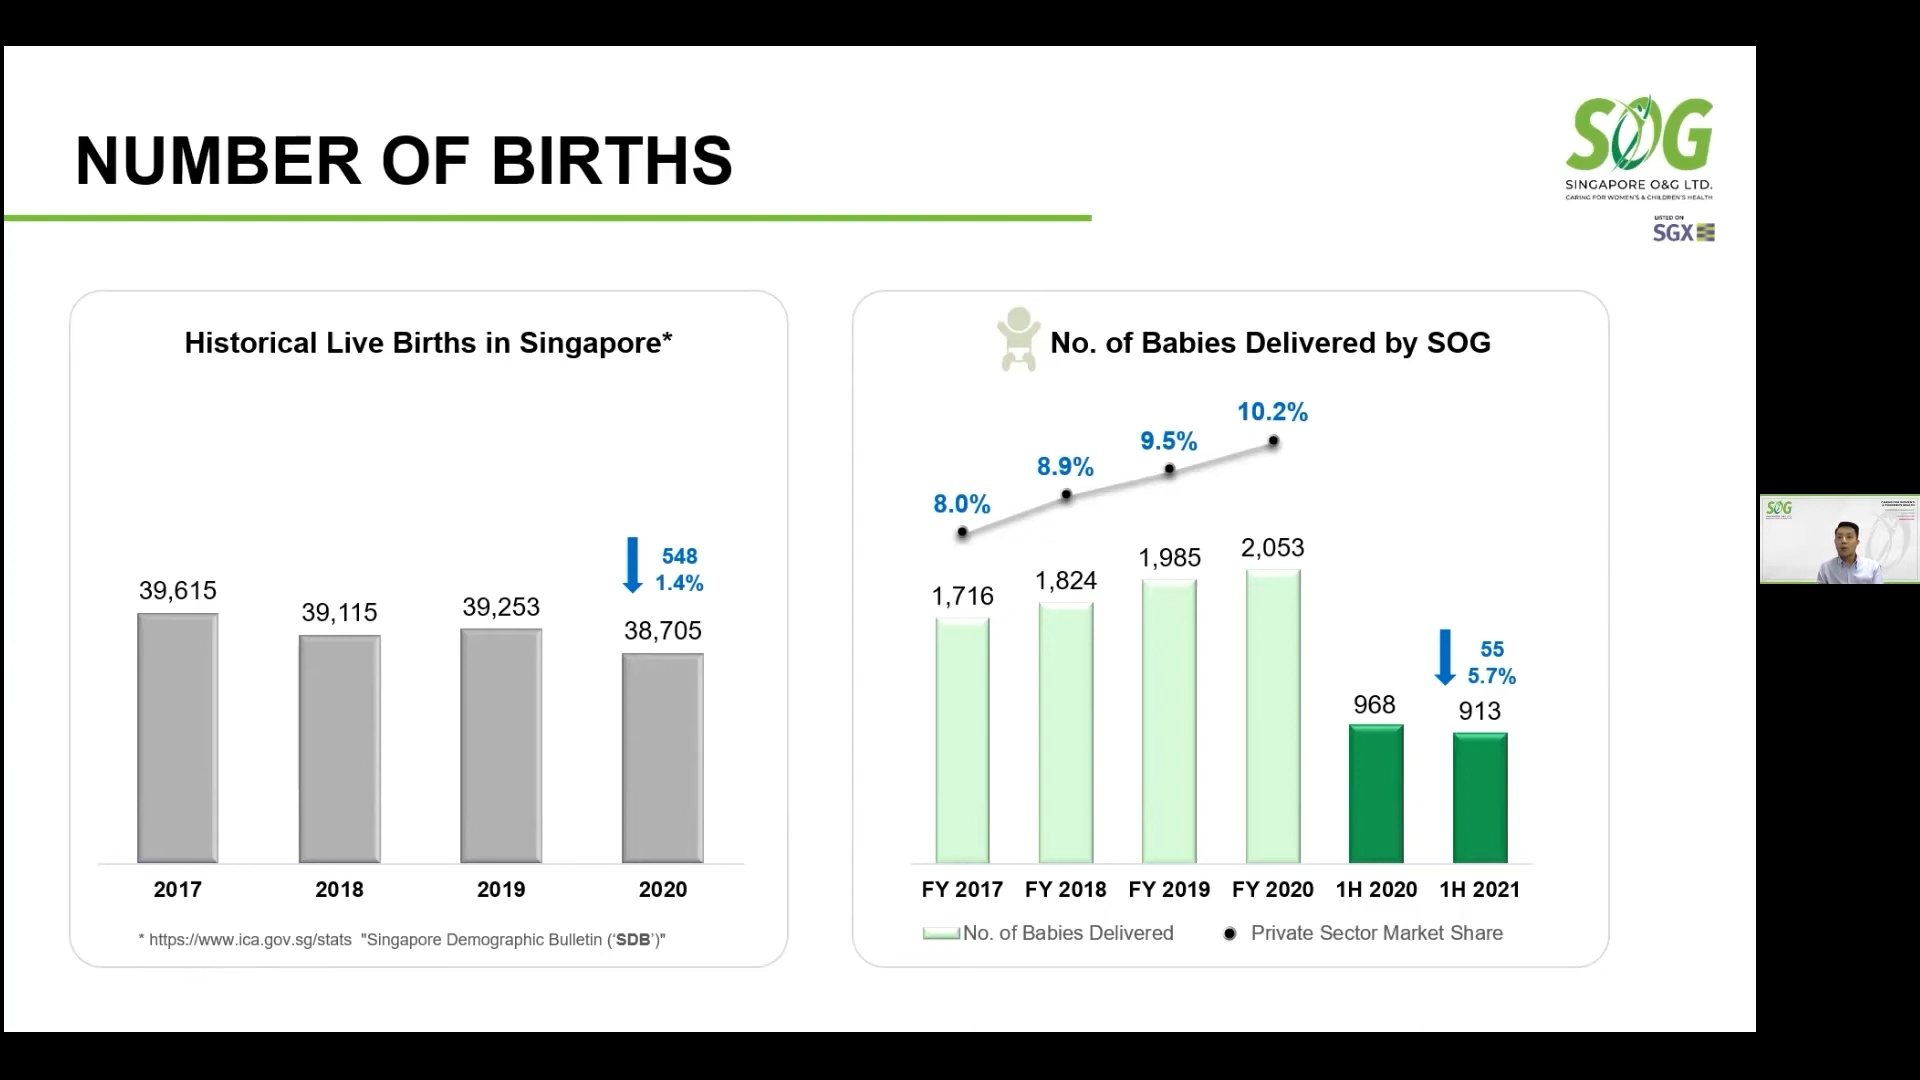 NUMBER OF BIRTHS
SOG
SINGAPORE O&G LTD.
CARING FOR WOMEN'S & CHILDREN'S HEALTH
LISTED ON
SGX
Historical Live Births in Singapore*
548
1.4%
39,615
39,115
39,253
38,705
2017
2018
2019
2020
* https://www.ica.gov.sg/stats "Singapore Demographic Bulletin (‘SDB’)"
No. of Babies Delivered by SOG
8.0%
8.9%
9.5%
10.2%
1,716
1,824
1,985
2,053
968
55
5.7%
913
FY 2017
FY 2018
FY 2019
FY 2020
1H 2020
1H 2021
No. of Babies Delivered
Private Sector Market Share
SOG